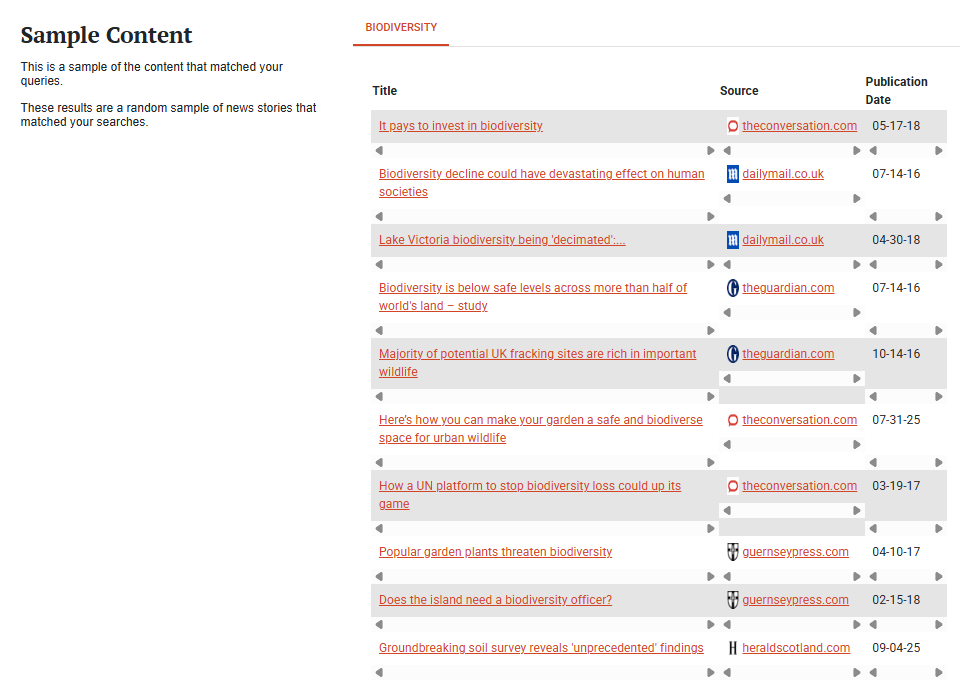 Sample Content
This is a sample of the content that matched your
queries.
These results are a random sample of news stories that
matched your searches.
BIODIVERSITY
Title Source Publication
Date
It pays to invest in biodiversity theconversation.com 05-17-18
Biodiversity decline could have devastating effect on human
societies dailymail.co.uk 07-14-16
Lake Victoria biodiversity being 'decimated':... dailymail.co.uk 04-30-18
Biodiversity is below safe levels across more than half of
world's land – study theguardian.com 07-14-16
Majority of potential UK fracking sites are rich in important
wildlife theguardian.com 10-14-16
Here's how you can make your garden a safe and biodiverse
space for urban wildlife theconversation.com 07-31-25
How a UN platform to stop biodiversity loss could up its
game theconversation.com 03-19-17
Popular garden plants threaten biodiversity guernseypress.com 04-10-17
Does the island need a biodiversity officer? guernseypress.com 02-15-18
Groundbreaking soil survey reveals 'unprecedented' findings heraldscotland.com 09-04-25